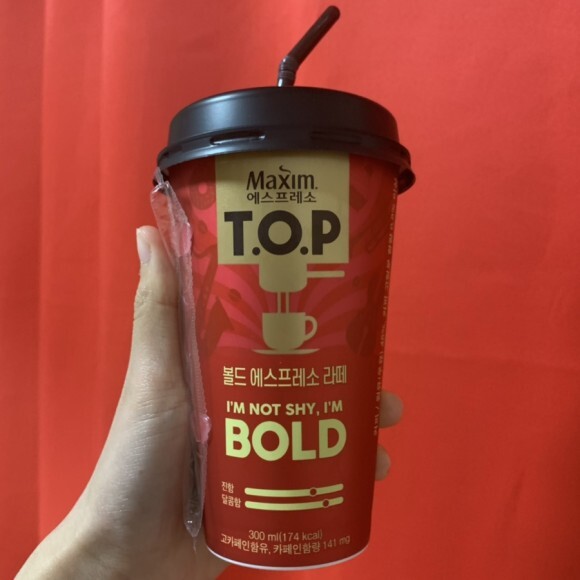 Maxim.
에스프레소
T.O.P
볼드 에스프레소 라떼
I'M NOT SHY, I'M
BOLD
진함
달콤함
300 ml(174 kcal)
고카페인함유, 카페인함량 141 mg